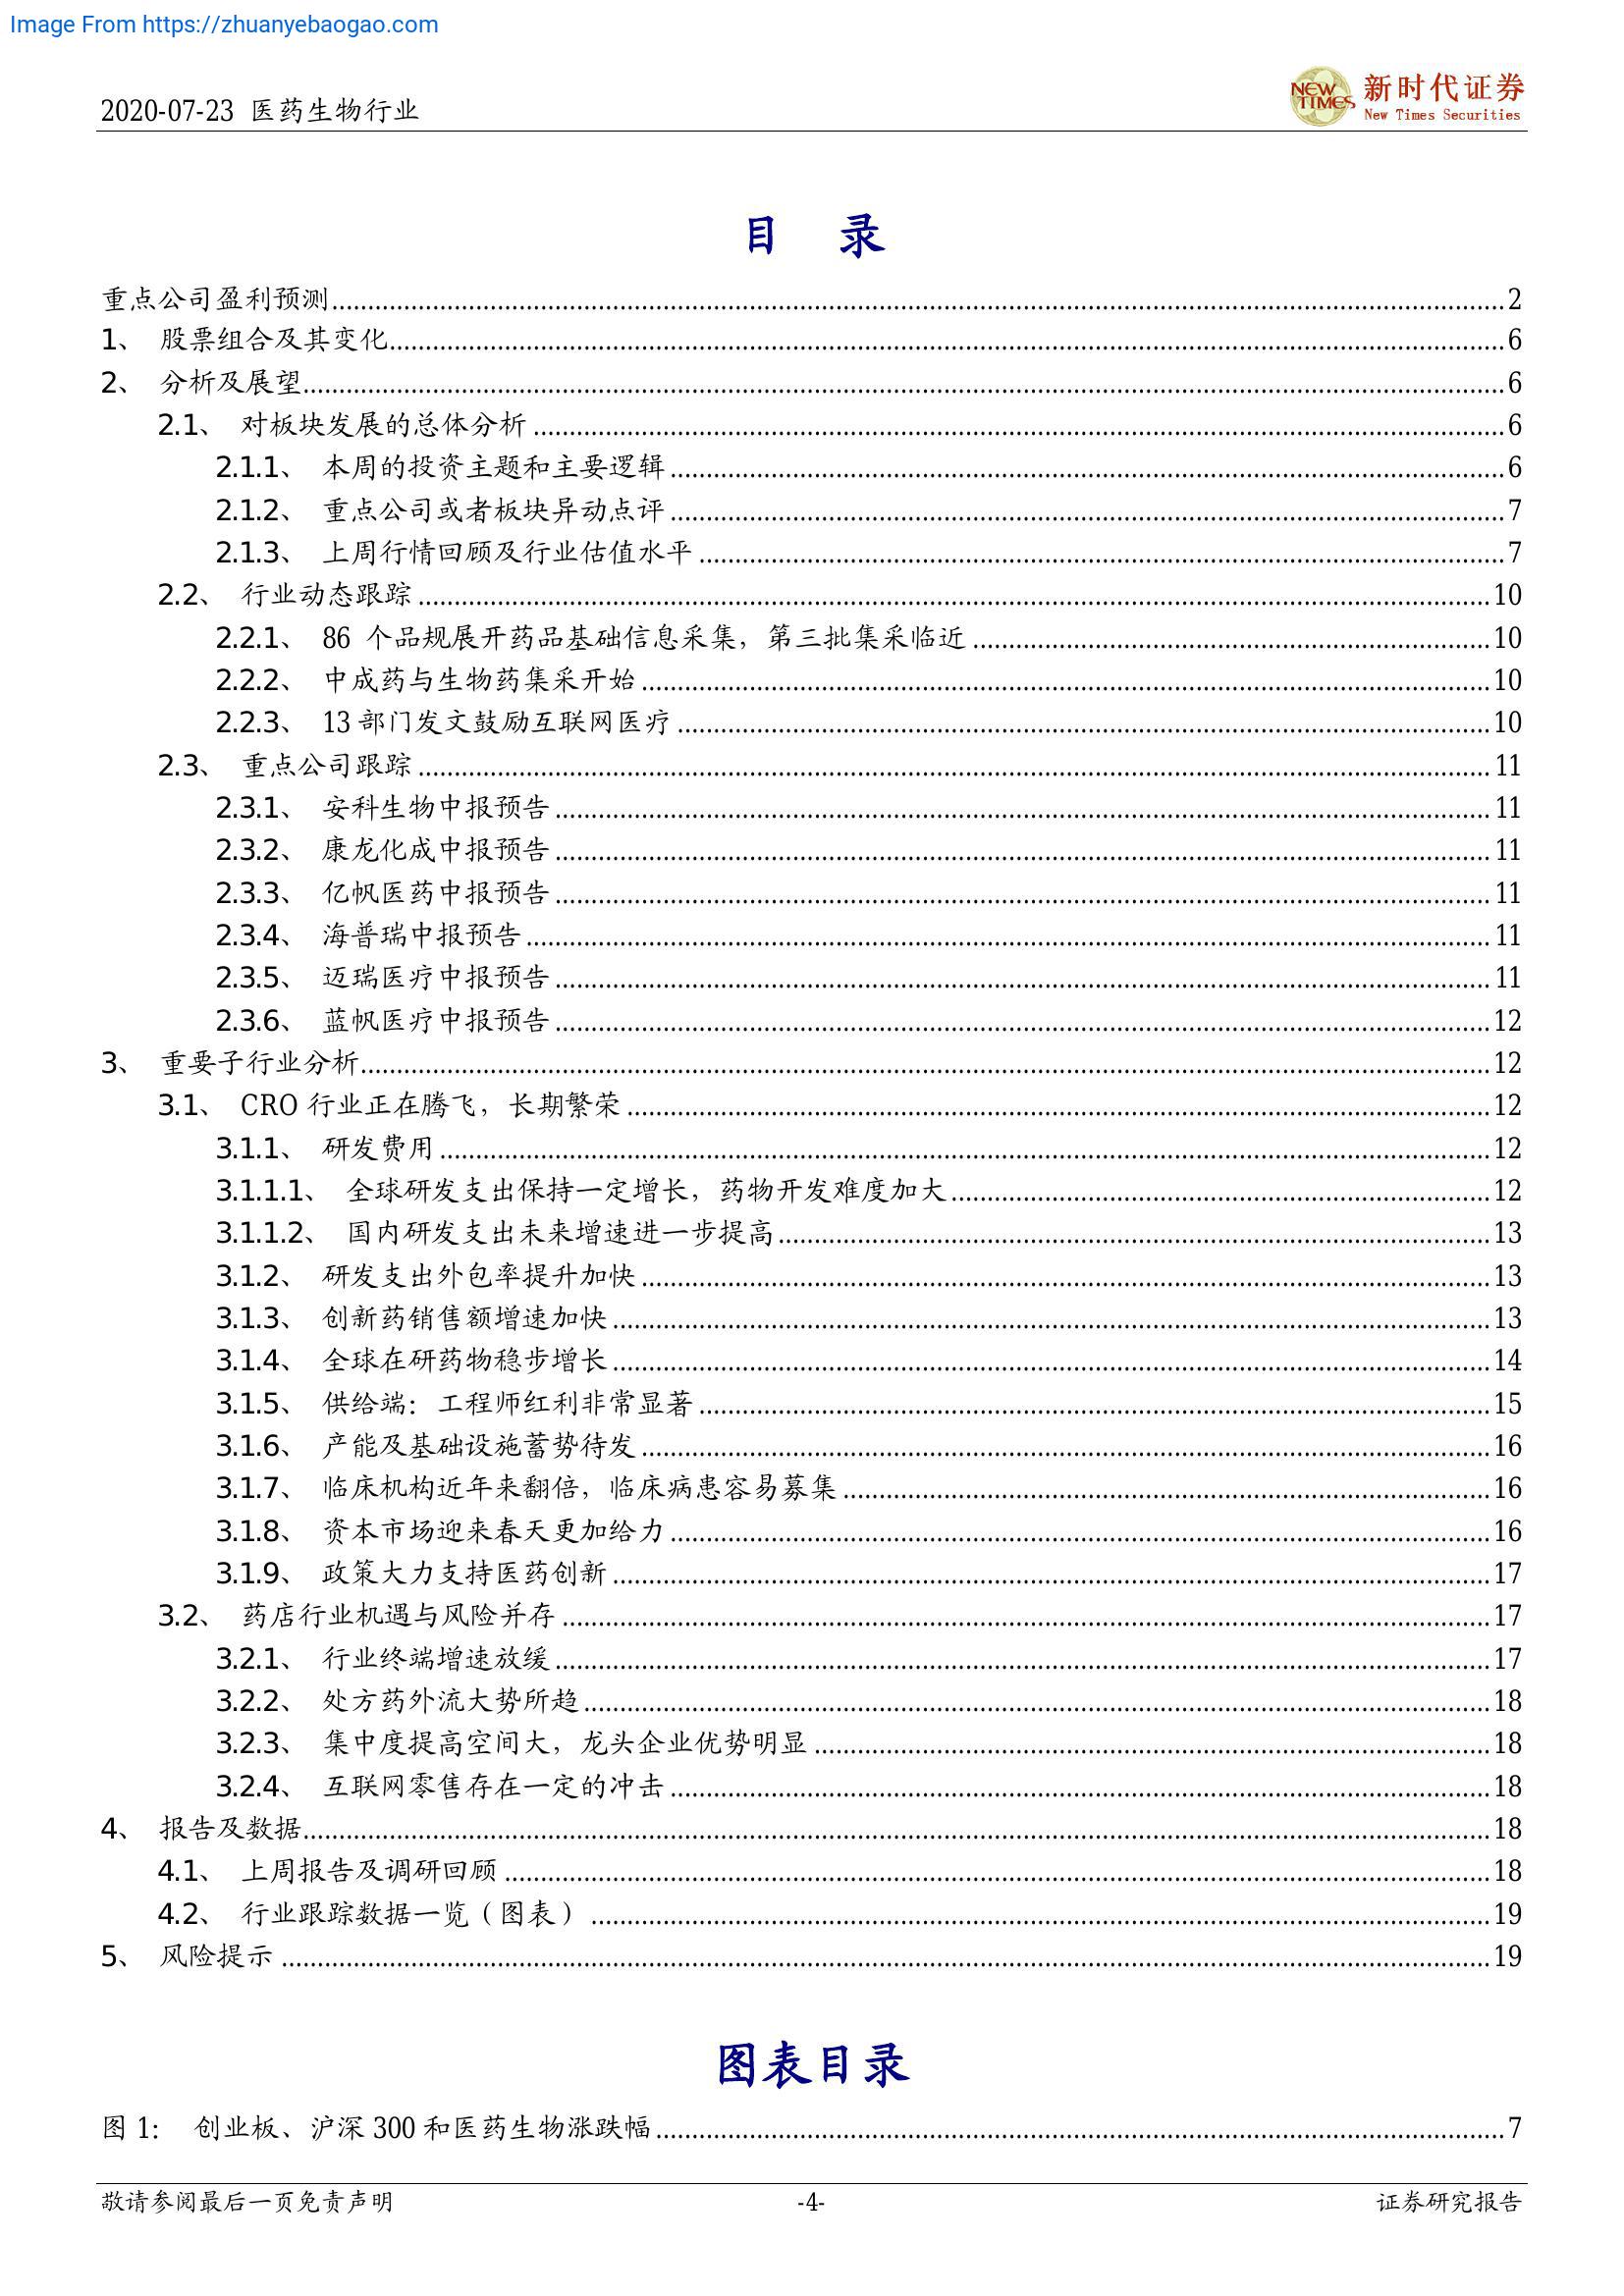 Image From https://zhuanyebaogao.com
2020-07-23 医药生物行业
NEW TIMES 新时代证券
New Times Securities
目 录
重点公司盈利预测 2
1、 股票组合及其变化 6
2、 分析及展望 6
2.1、 对板块发展的总体分析 6
2.1.1、 本周的投资主题和主要逻辑 6
2.1.2、 重点公司或者板块异动点评 7
2.1.3、 上周行情回顾及行业估值水平 7
2.2、 行业动态跟踪 10
2.2.1、 86 个品规展开药品基础信息采集，第三批集采临近 10
2.2.2、 中成药与生物药集采开始 10
2.2.3、 13 部门发文鼓励互联网医疗 10
2.3、 重点公司跟踪 11
2.3.1、 安科生物中报预告 11
2.3.2、 康龙化成中报预告 11
2.3.3、 亿帆医药中报预告 11
2.3.4、 海普瑞中报预告 11
2.3.5、 迈瑞医疗中报预告 11
2.3.6、 蓝帆医疗中报预告 12
3、 重要子行业分析 12
3.1、 CRO 行业正在腾飞，长期繁荣 12
3.1.1、 研发费用 12
3.1.1.1、 全球研发支出保持一定增长，药物开发难度加大 12
3.1.1.2、 国内研发支出未来增速进一步提高 13
3.1.2、 研发支出外包率提升加快 13
3.1.3、 创新药销售额增速加快 13
3.1.4、 全球在研药物稳步增长 14
3.1.5、 供给端：工程师红利非常显著 15
3.1.6、 产能及基础设施蓄势待发 16
3.1.7、 临床机构近年来翻倍，临床病患容易募集 16
3.1.8、 资本市场迎来春天更加给力 16
3.1.9、 政策大力支持医药创新 17
3.2、 药店行业机遇与风险并存 17
3.2.1、 行业终端增速放缓 17
3.2.2、 处方药外流大势所趋 18
3.2.3、 集中度提高空间大，龙头企业优势明显 18
3.2.4、 互联网零售存在一定的冲击 18
4、 报告及数据 18
4.1、 上周报告及调研回顾 18
4.2、 行业跟踪数据一览（图表） 19
5、 风险提示 19
图表目录
图 1： 创业板、沪深 300 和医药生物涨跌幅 7
敬请参阅最后一页免责声明 -4- 证券研究报告